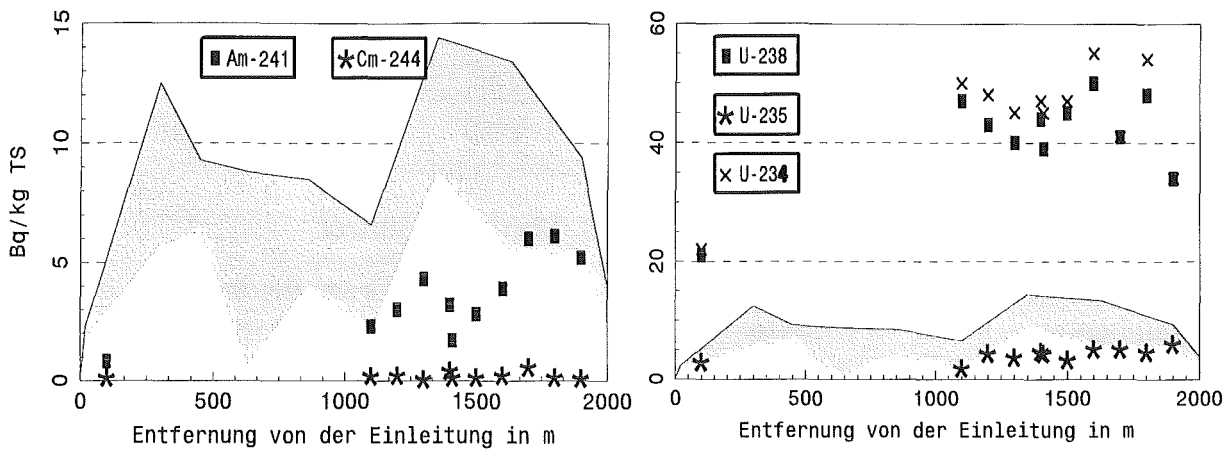 15
10
5
0
Bq/kg TS
Am-241
Cm-244
0
500
1000
1500
2000
Entfernung von der Einleitung in m
60
40
20
0
U-238
U-235
U-234
0
500
1000
1500
2000
Entfernung von der Einleitung in m